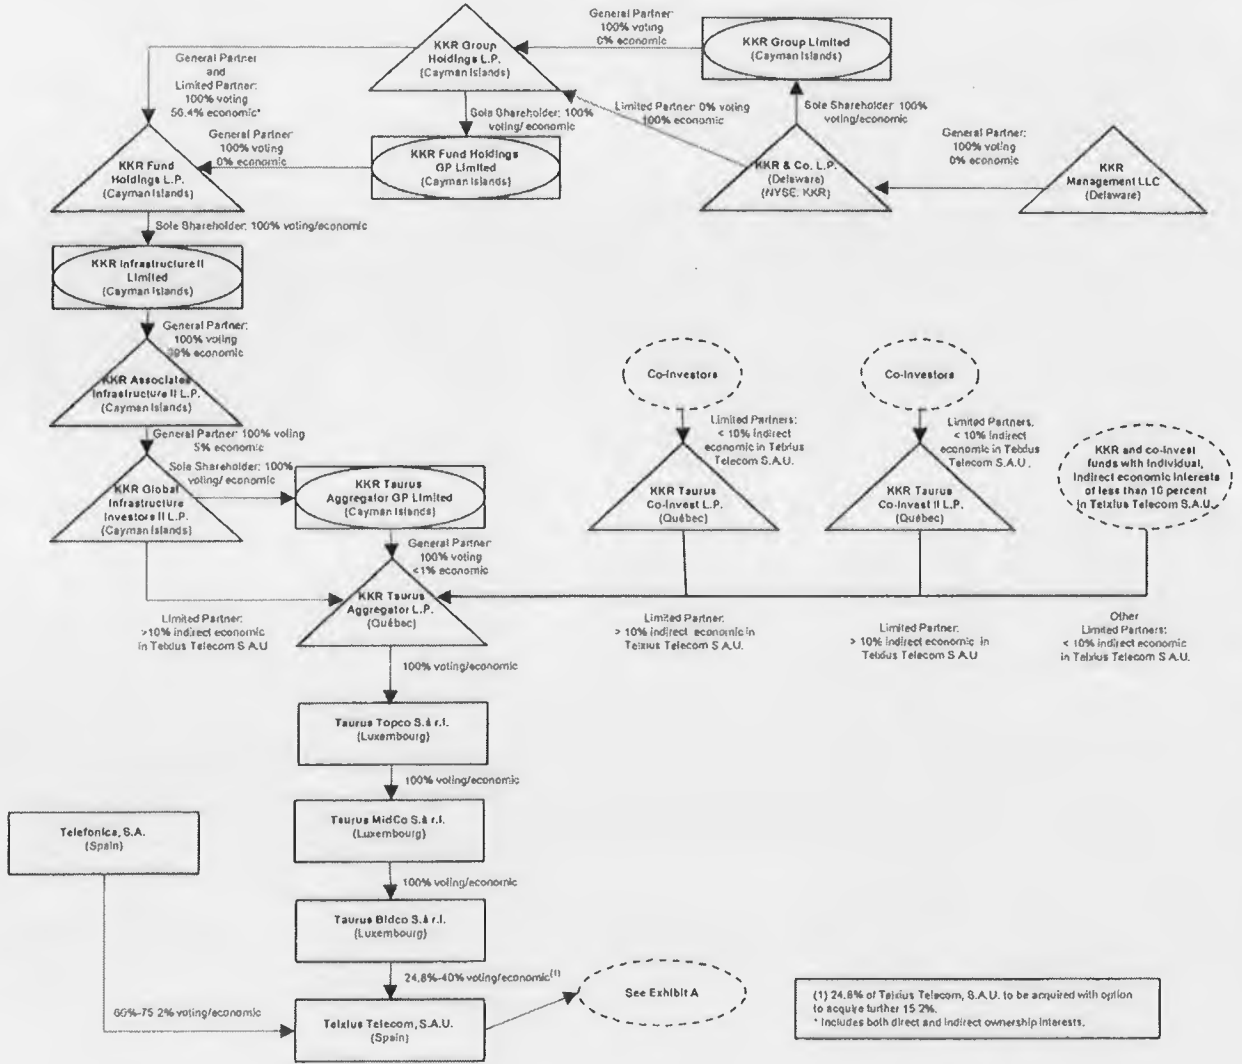 General Partner:
100% voting
0% economic
KKR Group
Holdings L.P.
(Cayman Islands)
KKR Group Limited
(Cayman Islands)
General Partner
and
Limited Partner:
100% voting
50.4% economic*
Sole Shareholder: 100%
voting/ economic
Limited Partner 0% voting
100% economic
Sole Shareholder 100%
voting/economic
General Partner
100% voting
0% economic
General Partner:
100% voting
0% economic
KKR Fund
Holdings L.P.
(Cayman Islands)
KKR Fund Holdings
GP Limited
(Cayman Islands)
KKR & Co. L.P.
(Delaware)
(NYSE: KKR)
KKR
Management LLC
(Delaware)
Sole Shareholder: 100% voting/economic
KKR Infrastructure II
Limited
(Cayman Islands)
General Partner:
100% voting
99% economic
KKR Associates
Infrastructure II L.P.
(Cayman Islands)
Co-Investors
Co-Investors
General Partner 100% voting
5% economic
Limited Partners:
< 10% Indirect
economic in Telxius
Telecom S.A.U.
Limited Partners,
< 10% indirect
economic in Telxius
Telecom S.A.U.
KKR and co-invest
funds with individual,
indirect economic interests
of less than 10 percent
in Telxius Telecom S.A.U.
Sole Shareholder: 100%
voting/ economic
KKR Global
Infrastructure
Investors II L.P.
(Cayman Islands)
KKR Taurus
Aggregator GP Limited
(Cayman Islands)
KKR Taurus
Co-Invest L.P.
(Québec)
KKR Taurus
Co-Invest II L.P.
(Québec)
General Partner:
100% voting
<1% economic
KKR Taurus
Aggregator L.P.
(Québec)
Limited Partner:
>10% indirect economic
in Telxius Telecom S.A.U
Limited Partner:
> 10% indirect economic in
Telxius Telecom S.A.U.
Limited Partner:
> 10% indirect economic in
Telxius Telecom S.A.U
Other
Limited Partners:
< 10% indirect economic
in Telxius Telecom S.A.U.
100% voting/economic
Taurus Topco S.à r.l.
(Luxembourg)
100% voting/economic
Taurus MidCo S.à r.l.
(Luxembourg)
Telefonica, S.A.
(Spain)
100% voting/economic
Taurus Bidco S.à r.l.
(Luxembourg)
24.8%-40% voting/economic(1)
See Exhibit A
60%-75.2% voting/economic
Telxius Telecom, S.A.U.
(Spain)
(1) 24.8% of Telxius Telecom, S.A.U. to be acquired with option
to acquire further 15.2%.
* Includes both direct and indirect ownership interests.